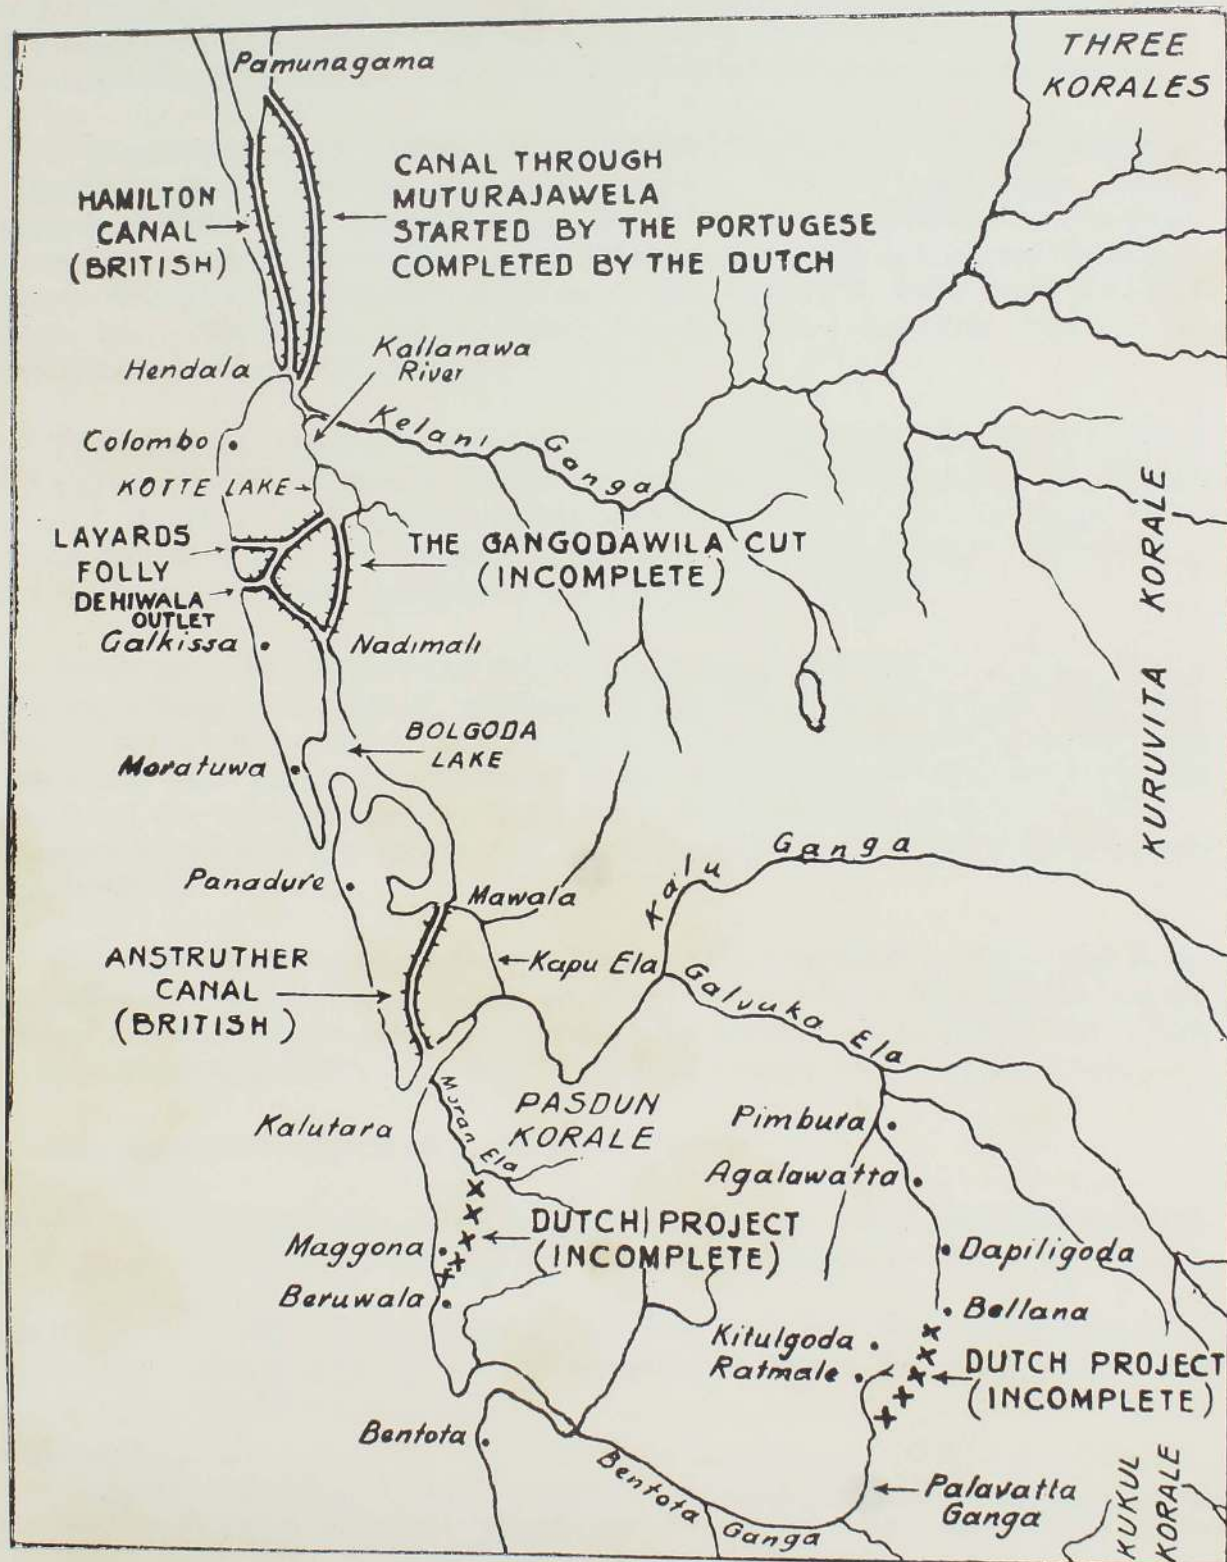 THREE
KORALES
Pamunagama
CANAL THROUGH
MUTURAJAWELA
STARTED BY THE PORTUGESE
COMPLETED BY THE DUTCH
HAMILTON
CANAL
(BRITISH)
Kallanawa
River
Hendala
Kelani Ganga
Colombo
KOTTE LAKE
LAYARDS
FOLLY
THE GANGODAWILA CUT
(INCOMPLETE)
DEHIWALA
OUTLET
Galkissa
Nadimali
KURUVITA KORALE
BOLGODA
LAKE
Moratuwa
Kalu Ganga
Panadure
Mawala
ANSTRUTHER
CANAL
(BRITISH)
Kapu Ela
Galvuka Ela
Moran Ela
PASDUN
KORALE
Kalutara
Pimbura
Agalawatta
DUTCH PROJECT
(INCOMPLETE)
Maggona
Dapiligoda
Beruwala
Bellana
Kitulgoda
Ratmale
DUTCH PROJECT
(INCOMPLETE)
Bentota
Bentota Ganga
Palavatta
Ganga
KUKUL
KORALE